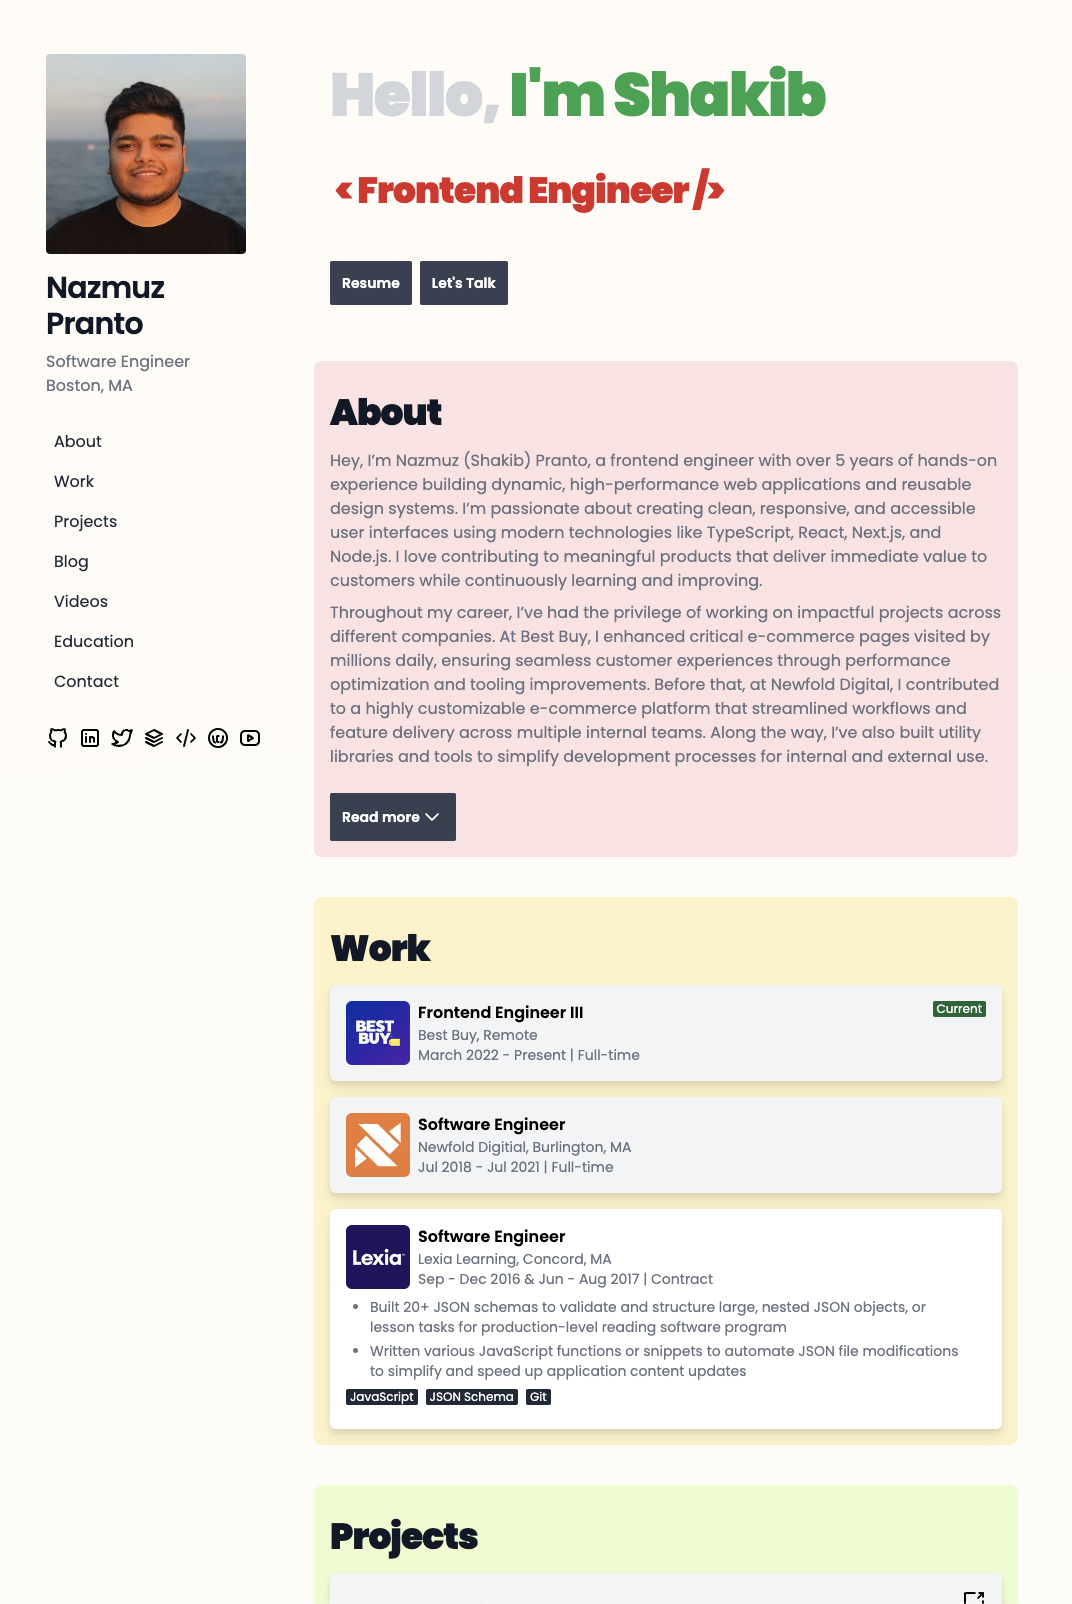 Nazmuz
Pranto
Software Engineer
Boston, MA
About
Work
Projects
Blog
Videos
Education
Contact
Hello, I'm Shakib
< Frontend Engineer />
Resume
Let's Talk
About
Hey, I’m Nazmuz (Shakib) Pranto, a frontend engineer with over 5 years of hands-on
experience building dynamic, high-performance web applications and reusable
design systems. I’m passionate about creating clean, responsive, and accessible
user interfaces using modern technologies like TypeScript, React, Next.js, and
Node.js. I love contributing to meaningful products that deliver immediate value to
customers while continuously learning and improving.
Throughout my career, I’ve had the privilege of working on impactful projects across
different companies. At Best Buy, I enhanced critical e-commerce pages visited by
millions daily, ensuring seamless customer experiences through performance
optimization and tooling improvements. Before that, at Newfold Digital, I contributed
to a highly customizable e-commerce platform that streamlined workflows and
feature delivery across multiple internal teams. Along the way, I’ve also built utility
libraries and tools to simplify development processes for internal and external use.
Read more
Work
BEST
BUY
Frontend Engineer III
Current
Best Buy, Remote
March 2022 - Present | Full-time
Software Engineer
Newfold Digitial, Burlington, MA
Jul 2018 - Jul 2021 | Full-time
Lexia
Software Engineer
Lexia Learning, Concord, MA
Sep - Dec 2016 & Jun - Aug 2017 | Contract
• Built 20+ JSON schemas to validate and structure large, nested JSON objects, or
lesson tasks for production-level reading software program
• Written various JavaScript functions or snippets to automate JSON file modifications
to simplify and speed up application content updates
JavaScript JSON Schema Git
Projects